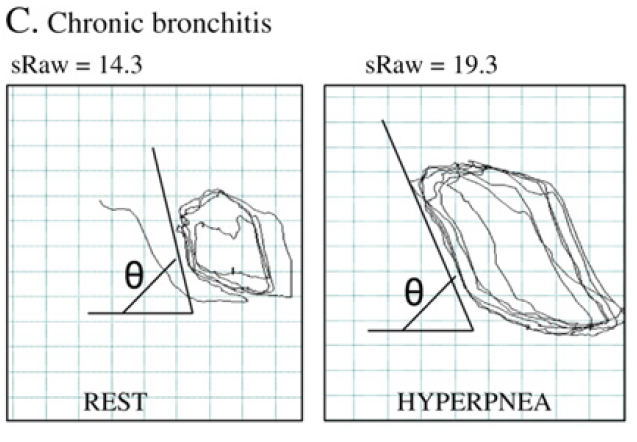 C. Chronic bronchitis
sRaw = 14.3
sRaw = 19.3
θ
θ
REST
HYPERPNEA